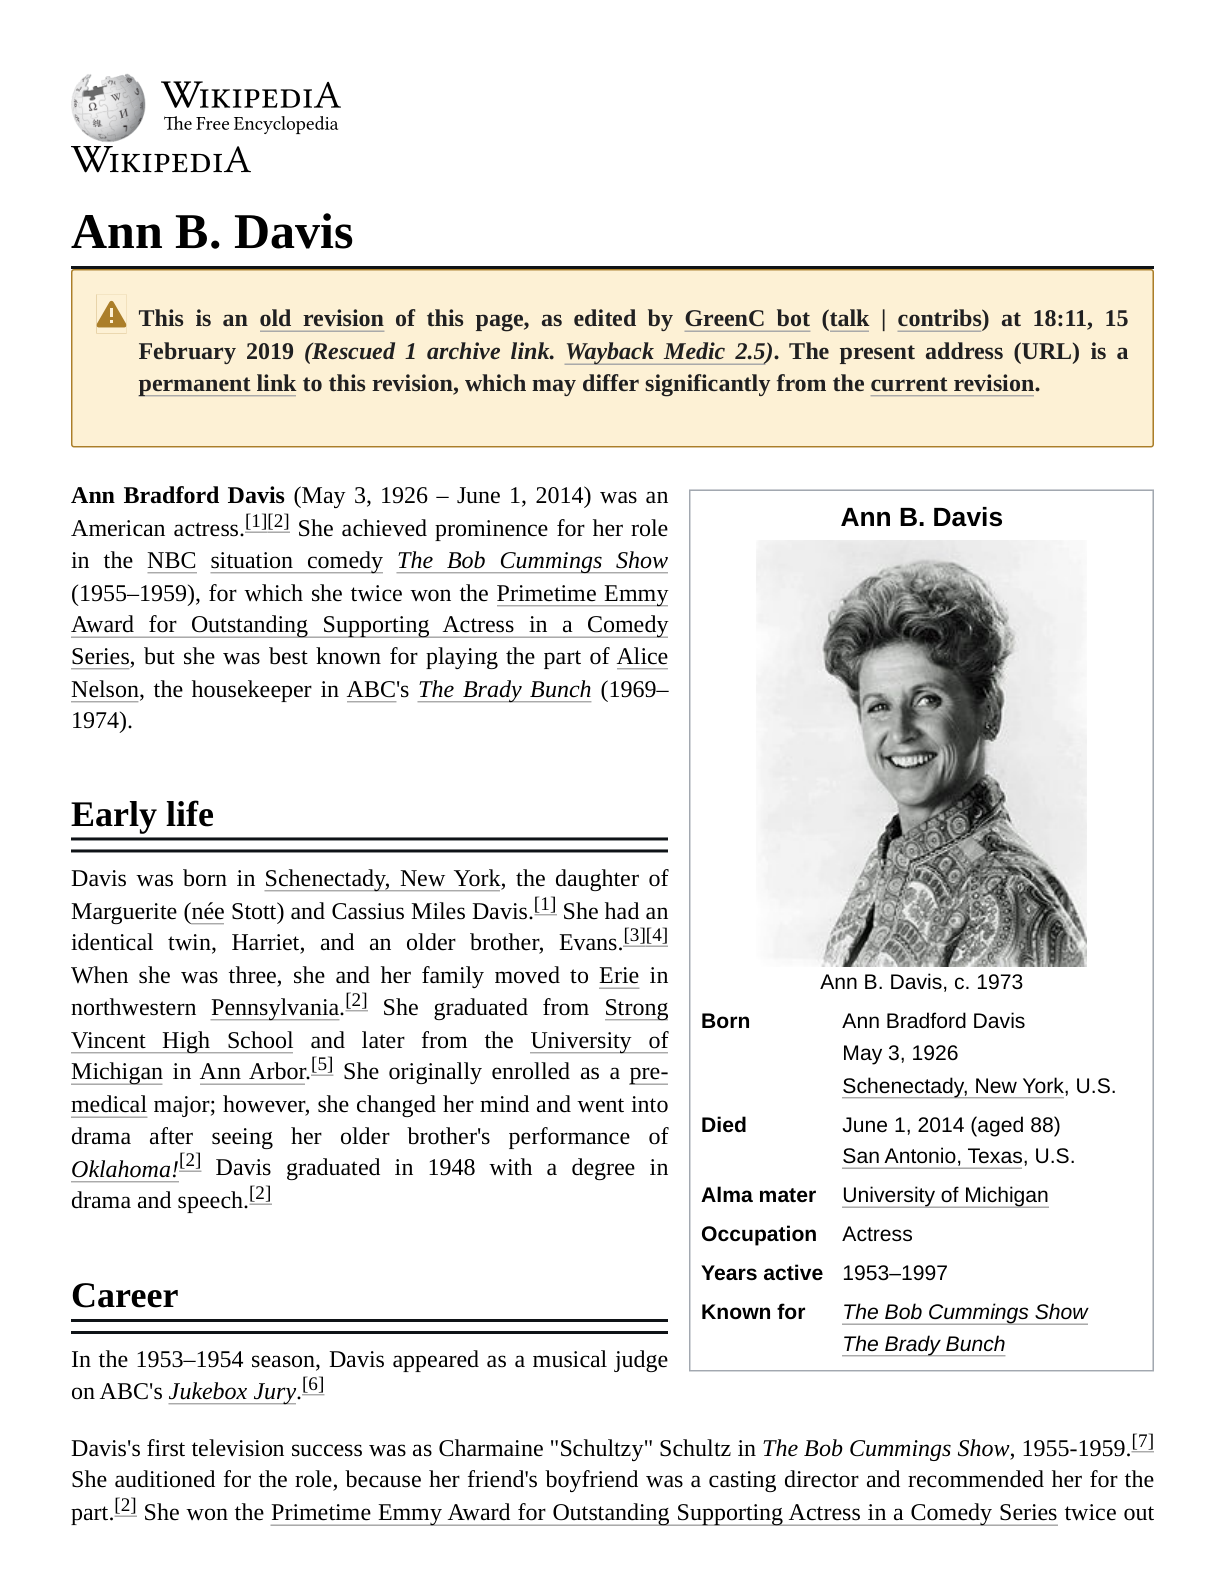 WIKIPEDIA
The Free Encyclopedia
WIKIPEDIA
Ann B. Davis
This is an old revision of this page, as edited by GreenC bot (talk | contribs) at 18:11, 15
February 2019 (Rescued 1 archive link. Wayback Medic 2.5). The present address (URL) is a
permanent link to this revision, which may differ significantly from the current revision.
Ann Bradford Davis (May 3, 1926 – June 1, 2014) was an
American actress.[1][2] She achieved prominence for her role
in the NBC situation comedy The Bob Cummings Show
(1955–1959), for which she twice won the Primetime Emmy
Award for Outstanding Supporting Actress in a Comedy
Series, but she was best known for playing the part of Alice
Nelson, the housekeeper in ABC's The Brady Bunch (1969–
1974).
Early life
Davis was born in Schenectady, New York, the daughter of
Marguerite (née Stott) and Cassius Miles Davis.[1] She had an
identical twin, Harriet, and an older brother, Evans.[3][4]
When she was three, she and her family moved to Erie in
northwestern Pennsylvania.[2] She graduated from Strong
Vincent High School and later from the University of
Michigan in Ann Arbor.[5] She originally enrolled as a pre-
medical major; however, she changed her mind and went into
drama after seeing her older brother's performance of
Oklahoma![2] Davis graduated in 1948 with a degree in
drama and speech.[2]
Career
In the 1953–1954 season, Davis appeared as a musical judge
on ABC's Jukebox Jury.[6]
Ann B. Davis
Ann B. Davis, c. 1973
Born Ann Bradford Davis
May 3, 1926
Schenectady, New York, U.S.
Died June 1, 2014 (aged 88)
San Antonio, Texas, U.S.
Alma mater University of Michigan
Occupation Actress
Years active 1953–1997
Known for The Bob Cummings Show
The Brady Bunch
Davis's first television success was as Charmaine "Schultzy" Schultz in The Bob Cummings Show, 1955-1959.[7]
She auditioned for the role, because her friend's boyfriend was a casting director and recommended her for the
part.[2] She won the Primetime Emmy Award for Outstanding Supporting Actress in a Comedy Series twice out